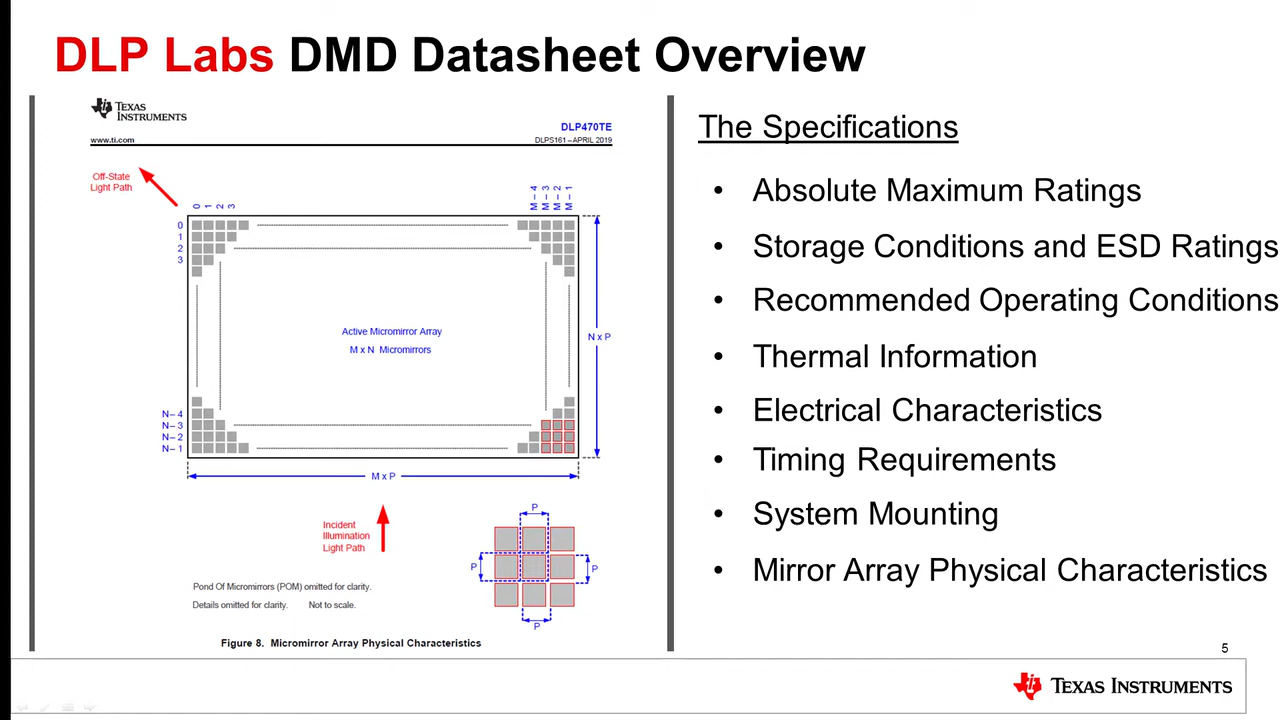 DLP Labs DMD Datasheet Overview
TEXAS
INSTRUMENTS
www.ti.com
DLP470TE
DLPS161 – APRIL 2019
Off-State
Light Path
0 1 2 3
M – 4
M – 3
M – 2
M – 1
0
1
2
3
Active Micromirror Array
M x N Micromirrors
N x P
N – 4
N – 3
N – 2
N – 1
M x P
Incident
Illumination
Light Path
P
P
P
P
Pond Of Micromirrors (POM) omitted for clarity.
Details omitted for clarity. Not to scale.
Figure 8. Micromirror Array Physical Characteristics
The Specifications
• Absolute Maximum Ratings
• Storage Conditions and ESD Ratings
• Recommended Operating Conditions
• Thermal Information
• Electrical Characteristics
• Timing Requirements
• System Mounting
• Mirror Array Physical Characteristics
5
TEXAS INSTRUMENTS